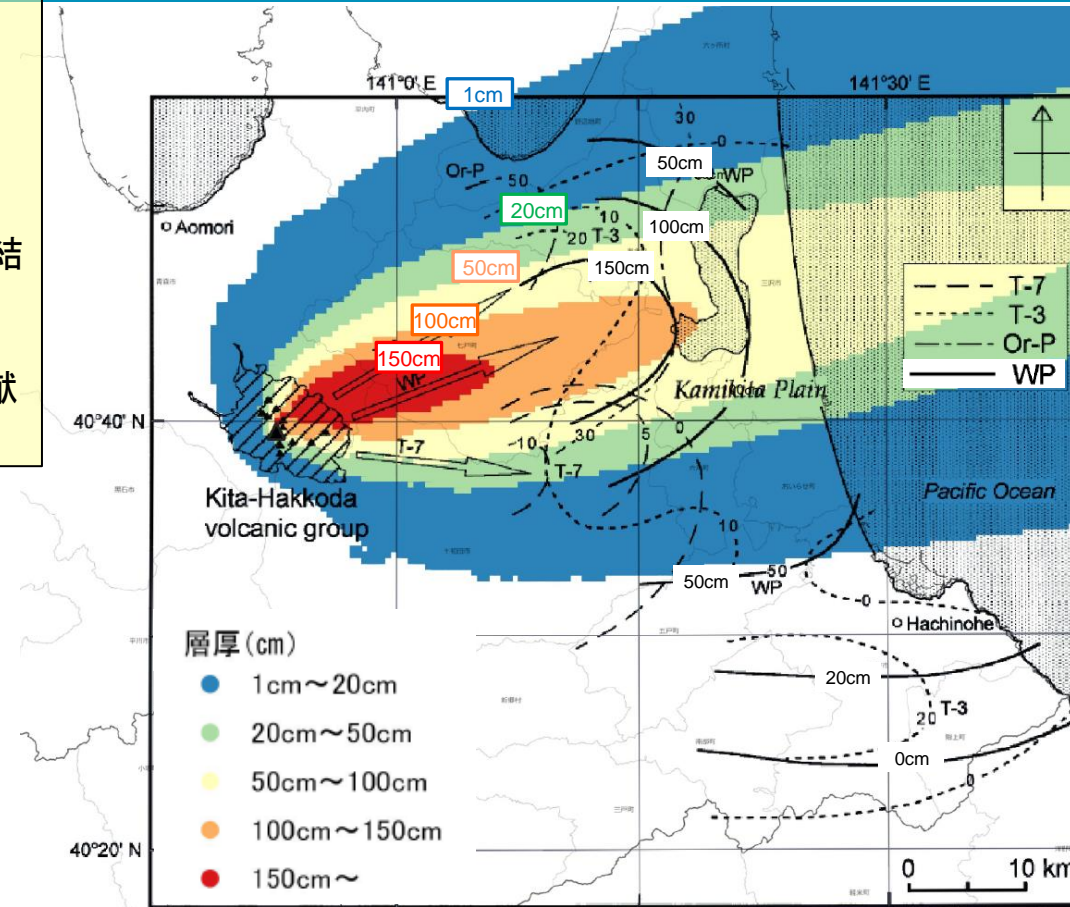 結
献
141°0' E
141°30' E
1cm
30
0
Or-P
50
50cm
WP
20cm
10
20
T-3
100cm
Aomori
50cm
150cm
T-7
T-3
Or-P
WP
100cm
150cm
WP
Kamikita Plain
40°40' N
10
30
5
0
T-7
T-7
Kita-Hakkoda
volcanic group
Pacific Ocean
10
50cm
50
WP
0
Hachinohe
層厚(cm)
20cm
1cm～20cm
20
T-3
20cm～50cm
0cm
50cm～100cm
0
100cm～150cm
40°20' N
150cm～
0
10 km